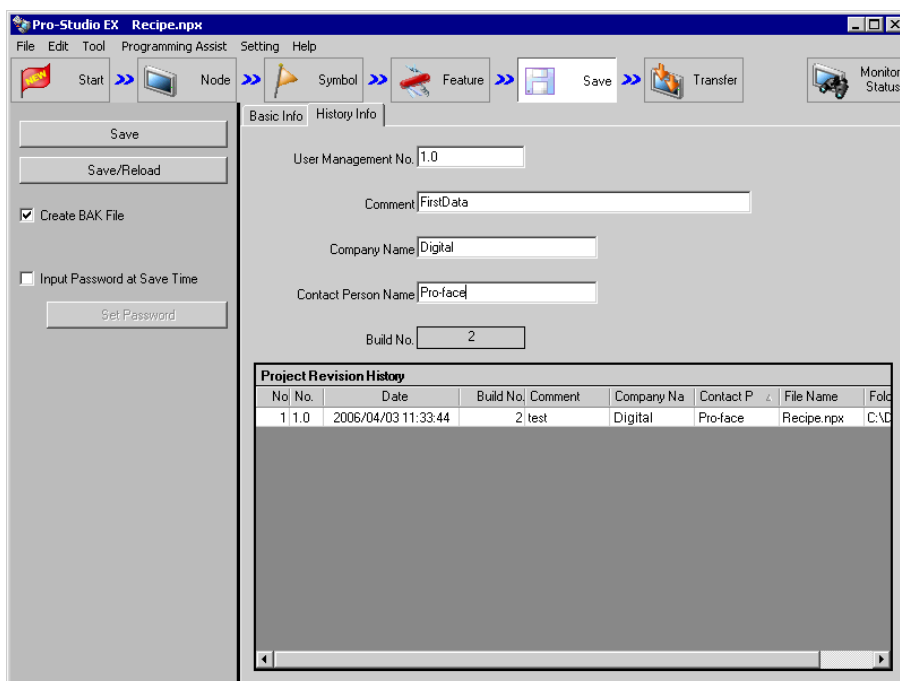 Pro-Studio EX Recipe.npx
File Edit Tool Programming Assist Setting Help
NEW Start Node Symbol Feature Save Transfer Monitor Status
Save
Save/Reload
Create BAK File
Input Password at Save Time
Set Password
Basic Info History Info
User Management No. 1.0
Comment FirstData
Company Name Digital
Contact Person Name Pro-face
Build No. 2
Project Revision History
No No. Date Build No. Comment Company Na Contact P File Name Fold
1 1.0 2006/04/03 11:33:44 2 test Digital Pro-face Recipe.npx C:\D